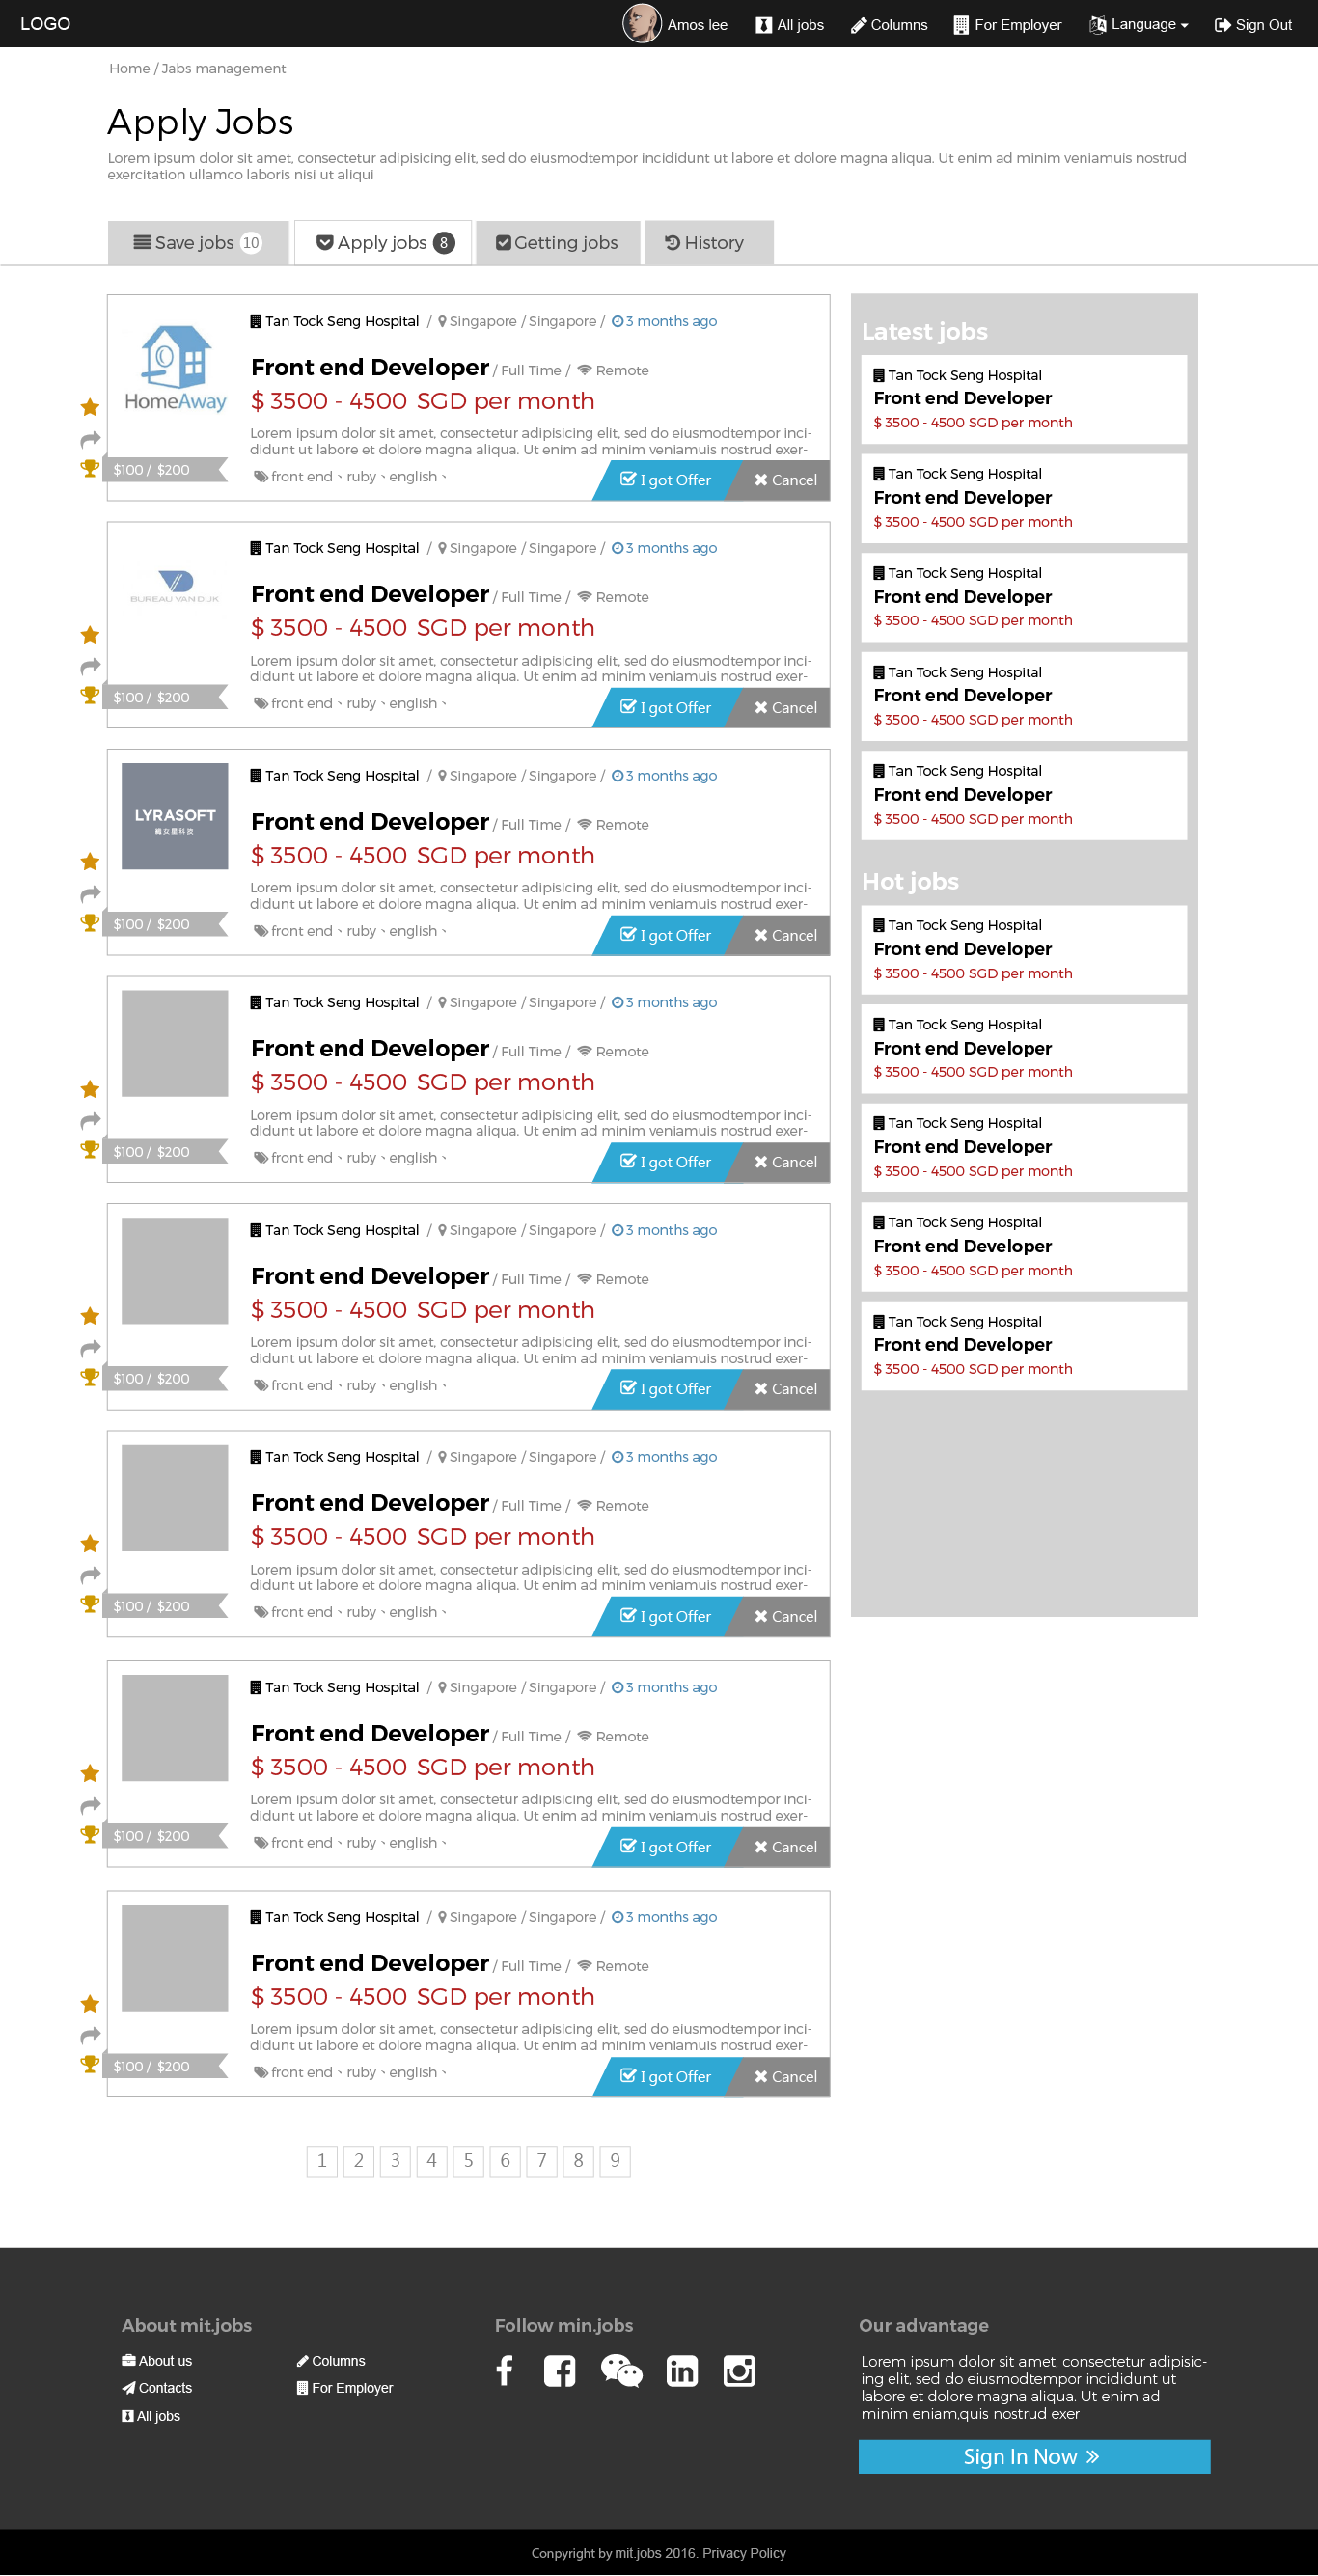 LOGO
Amos lee
All jobs
Columns
For Employer
Language
Sign Out
Home / Jabs management
Apply Jobs
Lorem ipsum dolor sit amet, consectetur adipisicing elit, sed do eiusmodtempor incididunt ut labore et dolore magna aliqua. Ut enim ad minim veniamuis nostrud
exercitation ullamco laboris nisi ut aliqui
Save jobs 10
Apply jobs 8
Getting jobs
History
HomeAway
$100 / $200
Tan Tock Seng Hospital / Singapore / Singapore / 3 months ago
Front end Developer / Full Time / Remote
$ 3500 - 4500 SGD per month
Lorem ipsum dolor sit amet, consectetur adipisicing elit, sed do eiusmodtempor inci-
didunt ut labore et dolore magna aliqua. Ut enim ad minim veniamuis nostrud exer-
front end、ruby、english、
I got Offer
Cancel
BUREAU VAN DIJK
$100 / $200
Tan Tock Seng Hospital / Singapore / Singapore / 3 months ago
Front end Developer / Full Time / Remote
$ 3500 - 4500 SGD per month
Lorem ipsum dolor sit amet, consectetur adipisicing elit, sed do eiusmodtempor inci-
didunt ut labore et dolore magna aliqua. Ut enim ad minim veniamuis nostrud exer-
front end、ruby、english、
I got Offer
Cancel
LYRASOFT
織女星科技
$100 / $200
Tan Tock Seng Hospital / Singapore / Singapore / 3 months ago
Front end Developer / Full Time / Remote
$ 3500 - 4500 SGD per month
Lorem ipsum dolor sit amet, consectetur adipisicing elit, sed do eiusmodtempor inci-
didunt ut labore et dolore magna aliqua. Ut enim ad minim veniamuis nostrud exer-
front end、ruby、english、
I got Offer
Cancel
$100 / $200
Tan Tock Seng Hospital / Singapore / Singapore / 3 months ago
Front end Developer / Full Time / Remote
$ 3500 - 4500 SGD per month
Lorem ipsum dolor sit amet, consectetur adipisicing elit, sed do eiusmodtempor inci-
didunt ut labore et dolore magna aliqua. Ut enim ad minim veniamuis nostrud exer-
front end、ruby、english、
I got Offer
Cancel
$100 / $200
Tan Tock Seng Hospital / Singapore / Singapore / 3 months ago
Front end Developer / Full Time / Remote
$ 3500 - 4500 SGD per month
Lorem ipsum dolor sit amet, consectetur adipisicing elit, sed do eiusmodtempor inci-
didunt ut labore et dolore magna aliqua. Ut enim ad minim veniamuis nostrud exer-
front end、ruby、english、
I got Offer
Cancel
$100 / $200
Tan Tock Seng Hospital / Singapore / Singapore / 3 months ago
Front end Developer / Full Time / Remote
$ 3500 - 4500 SGD per month
Lorem ipsum dolor sit amet, consectetur adipisicing elit, sed do eiusmodtempor inci-
didunt ut labore et dolore magna aliqua. Ut enim ad minim veniamuis nostrud exer-
front end、ruby、english、
I got Offer
Cancel
$100 / $200
Tan Tock Seng Hospital / Singapore / Singapore / 3 months ago
Front end Developer / Full Time / Remote
$ 3500 - 4500 SGD per month
Lorem ipsum dolor sit amet, consectetur adipisicing elit, sed do eiusmodtempor inci-
didunt ut labore et dolore magna aliqua. Ut enim ad minim veniamuis nostrud exer-
front end、ruby、english、
I got Offer
Cancel
$100 / $200
Tan Tock Seng Hospital / Singapore / Singapore / 3 months ago
Front end Developer / Full Time / Remote
$ 3500 - 4500 SGD per month
Lorem ipsum dolor sit amet, consectetur adipisicing elit, sed do eiusmodtempor inci-
didunt ut labore et dolore magna aliqua. Ut enim ad minim veniamuis nostrud exer-
front end、ruby、english、
I got Offer
Cancel
1 2 3 4 5 6 7 8 9
Latest jobs
Tan Tock Seng Hospital
Front end Developer
$ 3500 - 4500 SGD per month
Tan Tock Seng Hospital
Front end Developer
$ 3500 - 4500 SGD per month
Tan Tock Seng Hospital
Front end Developer
$ 3500 - 4500 SGD per month
Tan Tock Seng Hospital
Front end Developer
$ 3500 - 4500 SGD per month
Tan Tock Seng Hospital
Front end Developer
$ 3500 - 4500 SGD per month
Hot jobs
Tan Tock Seng Hospital
Front end Developer
$ 3500 - 4500 SGD per month
Tan Tock Seng Hospital
Front end Developer
$ 3500 - 4500 SGD per month
Tan Tock Seng Hospital
Front end Developer
$ 3500 - 4500 SGD per month
Tan Tock Seng Hospital
Front end Developer
$ 3500 - 4500 SGD per month
Tan Tock Seng Hospital
Front end Developer
$ 3500 - 4500 SGD per month
About mit.jobs
About us
Contacts
All jobs
Columns
For Employer
Follow min.jobs
Our advantage
Lorem ipsum dolor sit amet, consectetur adipisic-
ing elit, sed do eiusmodtempor incididunt ut
labore et dolore magna aliqua. Ut enim ad
minim eniam,quis nostrud exer
Sign In Now »
Conpyright by mit.jobs 2016. Privacy Policy